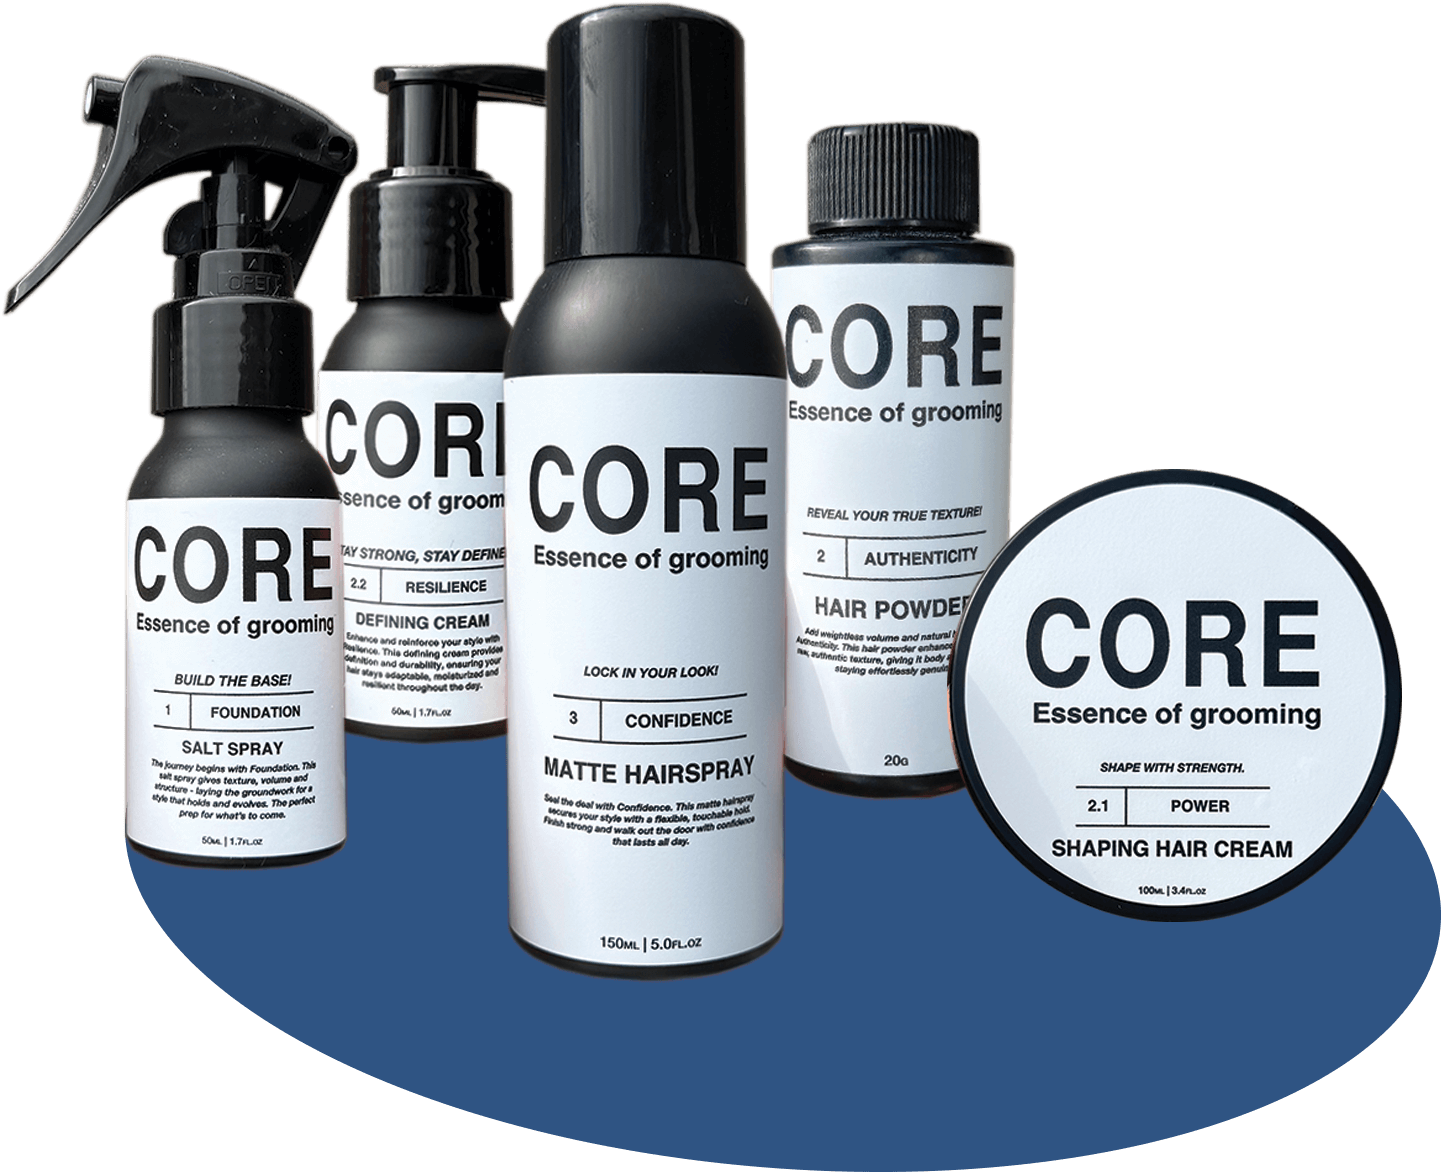 OPEN
CORE
Essence of grooming
BUILD THE BASE!
1 FOUNDATION
SALT SPRAY
The journey begins with Foundation. This
salt spray gives texture, volume and
structure - laying the groundwork for a
style that holds and evolves. The perfect
prep for what's to come.
50ML | 1.7FL.OZ
COR
ssence of groom
TAY STRONG, STAY DEFINE
2.2 RESILIENCE
DEFINING CREAM
Enhance and reinforce your style with
Resilience. This defining cream provides
definition and durability, ensuring your
hair stays adaptable, moisturized and
resilient throughout the day.
50ML | 1.7FL.OZ
CORE
Essence of grooming
LOCK IN YOUR LOOK!
3 CONFIDENCE
MATTE HAIRSPRAY
Seal the deal with Confidence. This matte hairspray
secures your style with a flexible, touchable hold.
Finish strong and walk out the door with confidence
that lasts all day.
150ML | 5.0FL.OZ
CORE
Essence of grooming
REVEAL YOUR TRUE TEXTURE!
2 AUTHENTICITY
HAIR POWDER
Add weightless volume and natural
Authenticity. This hair powder enhance
raw, authentic texture, giving it body
staying effortlessly genuin
20G
CORE
Essence of grooming
SHAPE WITH STRENGTH.
2.1 POWER
SHAPING HAIR CREAM
100ML | 3.4FL.OZ